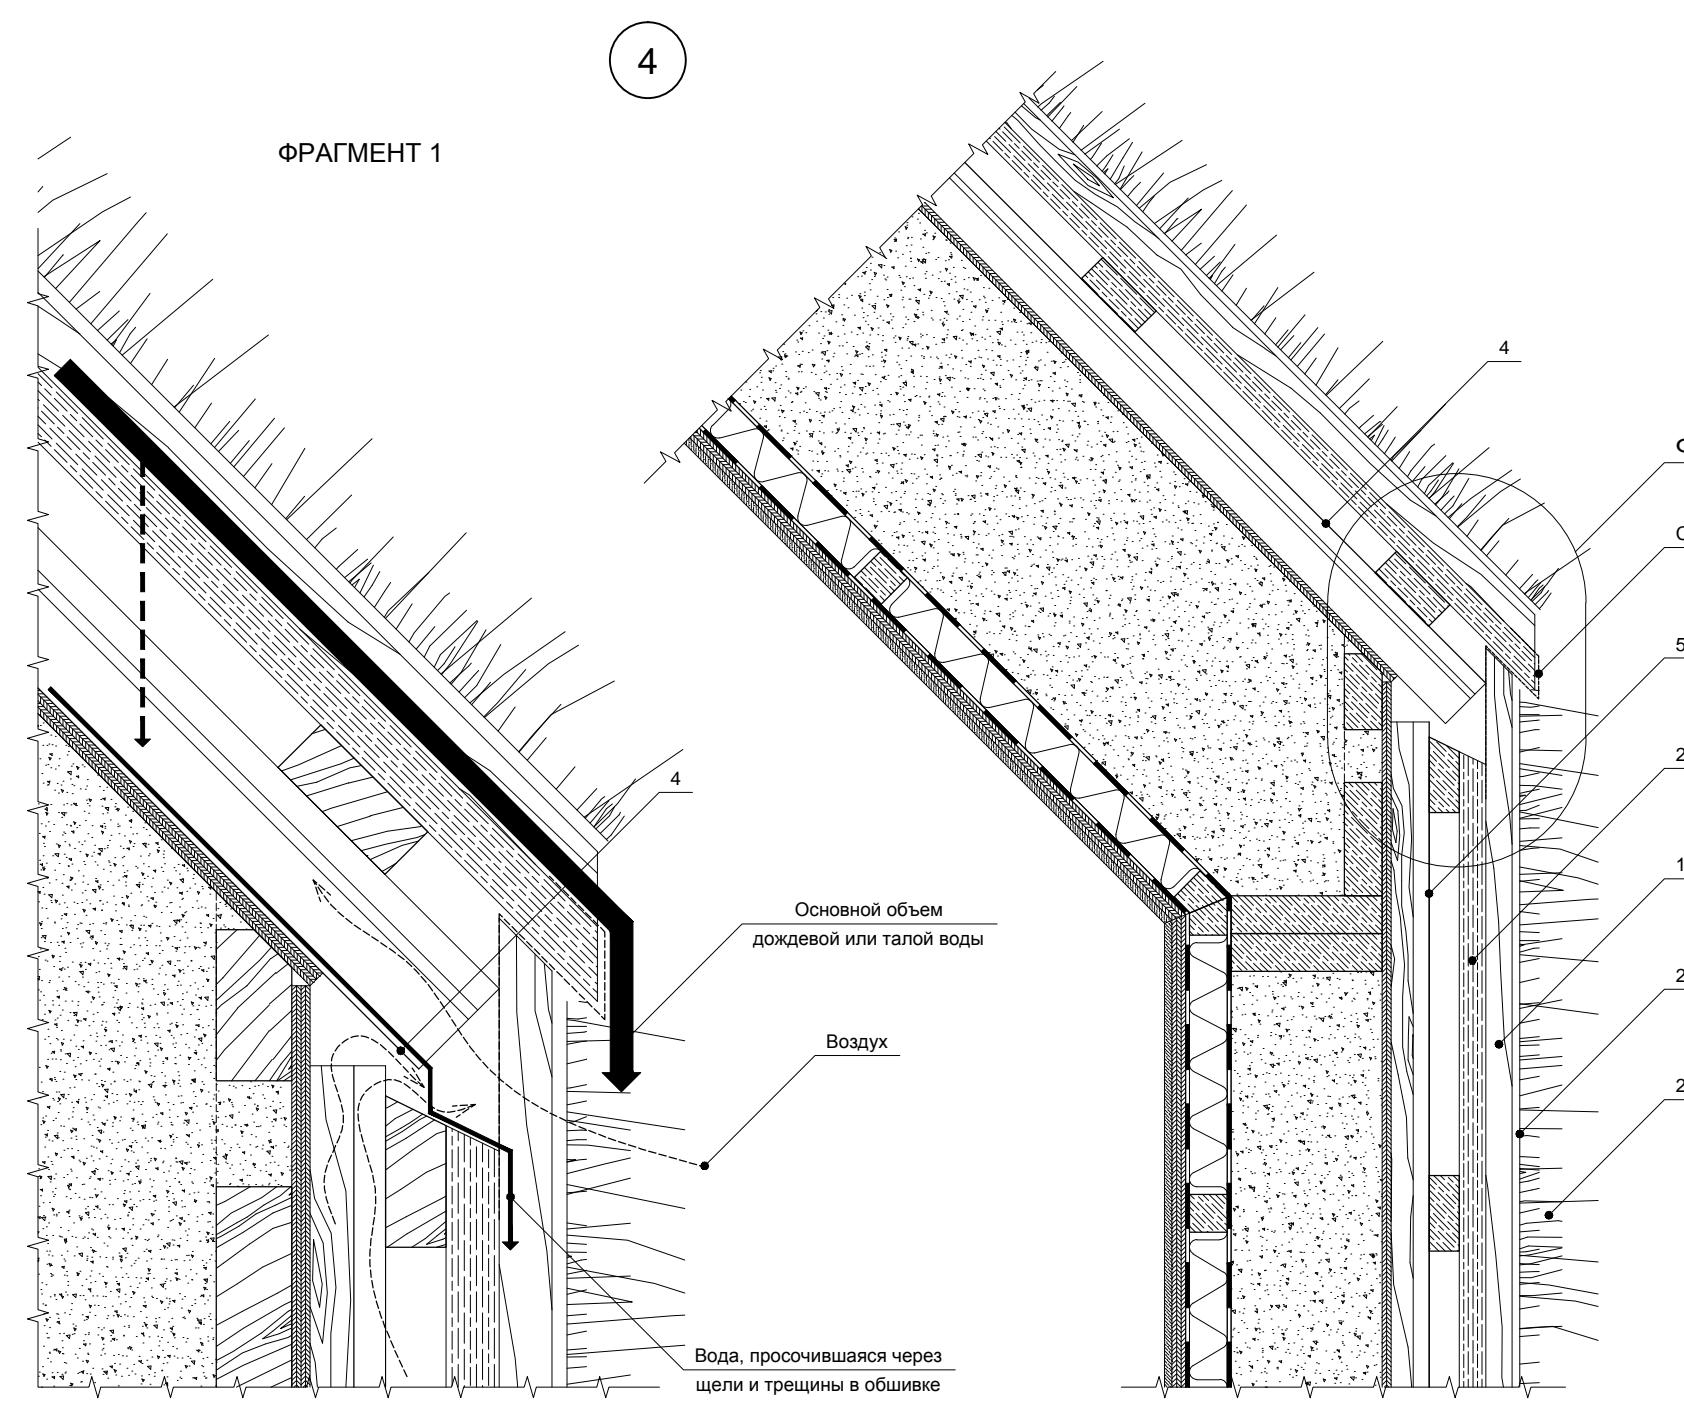 4
ФРАГМЕНТ 1
4
5
2
1
2
2
4
Основной объем
дождевой или талой воды
Воздух
Вода, просочившаяся через
щели и трещины в обшивке